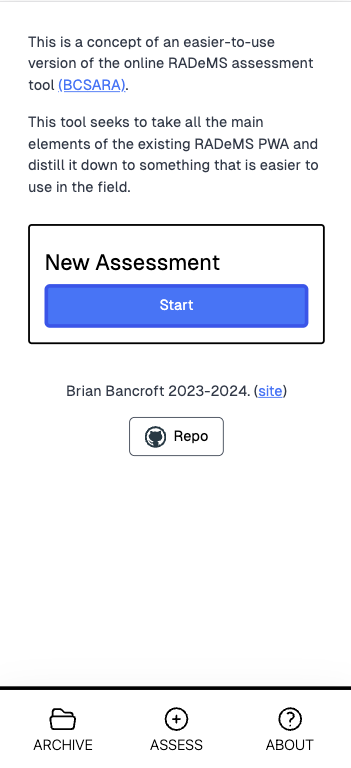 This is a concept of an easier-to-use
version of the online RADeMS assessment
tool (BCSARA).
This tool seeks to take all the main
elements of the existing RADeMS PWA and
distill it down to something that is easier to
use in the field.
New Assessment
Start
Brian Bancroft 2023-2024. (site)
Repo
ARCHIVE
ASSESS
ABOUT